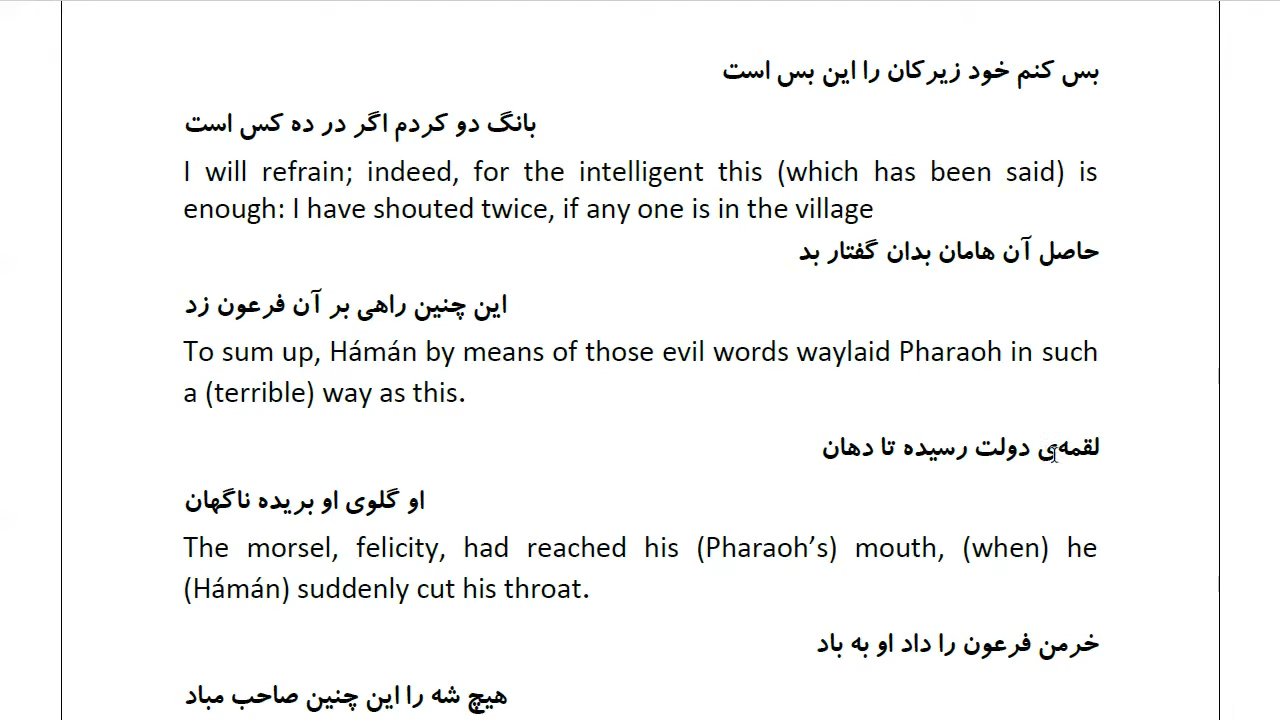 بس کنم خود زیرکان را این بس است
بانگ دو کردم اگر در ده کس است
I will refrain; indeed, for the intelligent this (which has been said) is
enough: I have shouted twice, if any one is in the village
حاصل آن هامان بدان گفتار بد
این چنین راهی بر آن فرعون زد
To sum up, Hámán by means of those evil words waylaid Pharaoh in such
a (terrible) way as this.
لقمه‌ی دولت رسیده تا دهان
او گلوی او بریده ناگهان
The morsel, felicity, had reached his (Pharaoh’s) mouth, (when) he
(Hámán) suddenly cut his throat.
خرمن فرعون را داد او به باد
هیچ شه را این چنین صاحب مباد